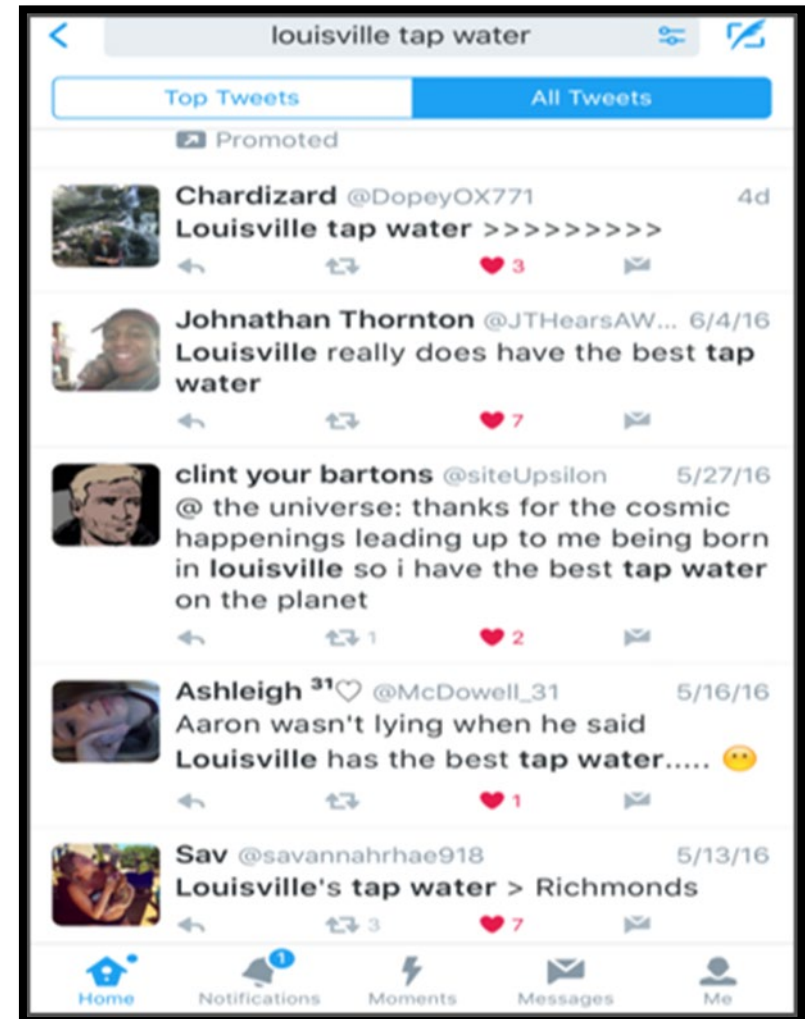 louisville tap water
Top Tweets All Tweets
Promoted
Chardizard @DopeyOX771 4d
Louisville tap water >>>>>>>>>
3
Johnathan Thornton @JTHearsAW... 6/4/16
Louisville really does have the best tap
water
7
clint your bartons @siteUpsilon 5/27/16
@ the universe: thanks for the cosmic
happenings leading up to me being born
in louisville so i have the best tap water
on the planet
1 2
Ashleigh ³¹♡ @McDowell_31 5/16/16
Aaron wasn't lying when he said
Louisville has the best tap water..... 😶
1
Sav @savannahrhae918 5/13/16
Louisville's tap water > Richmonds
3 7
1
Home Notifications Moments Messages Me